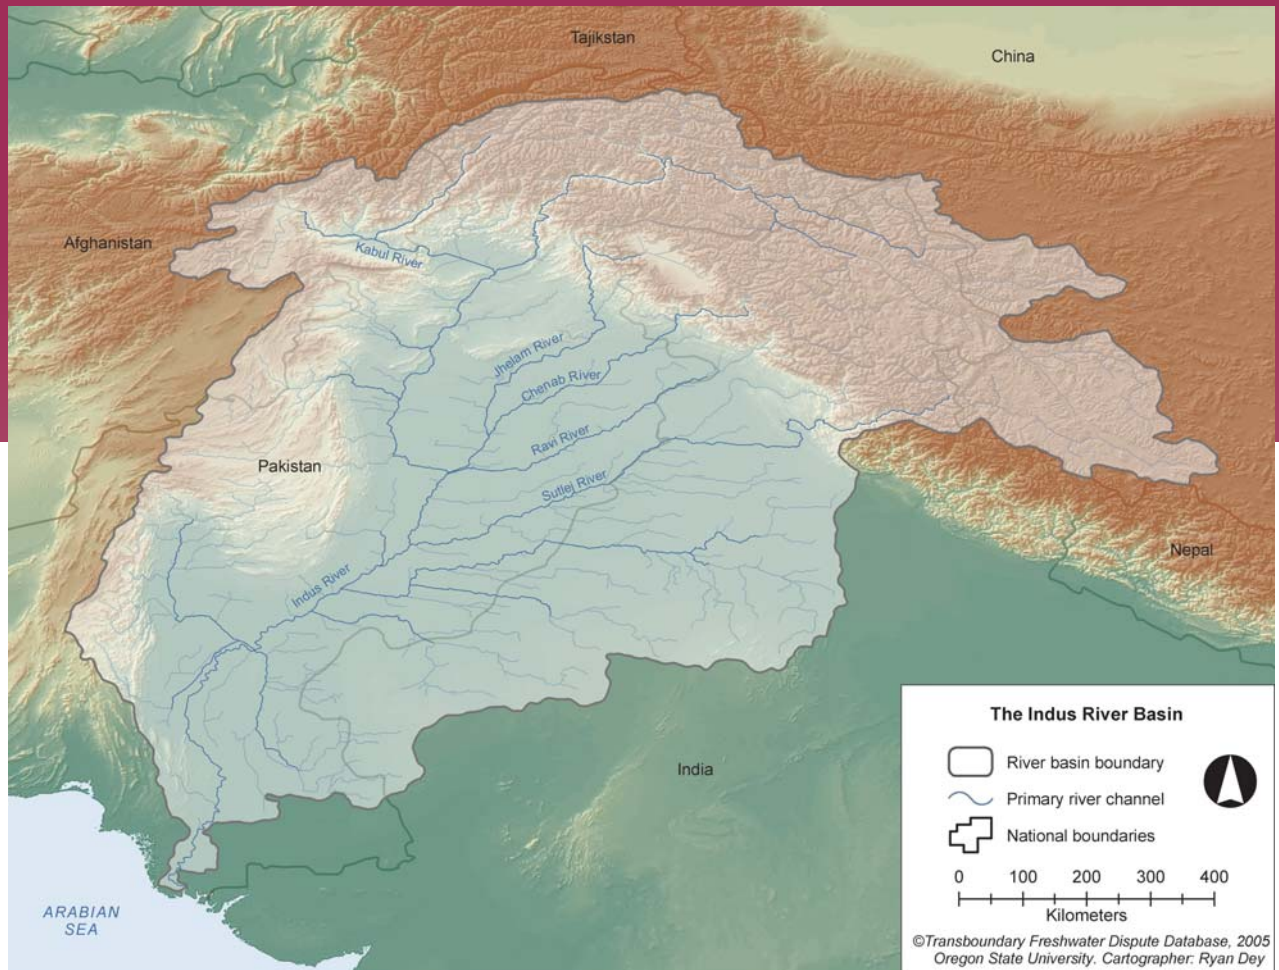 Tajikstan
China
Afghanistan
Kabul River
Jhelam River
Chenab River
Ravi River
Pakistan
Sutlej River
Nepal
Indus River
India
ARABIAN
SEA
The Indus River Basin
River basin boundary
Primary river channel
National boundaries
0 100 200 300 400
Kilometers
©Transboundary Freshwater Dispute Database, 2005
Oregon State University. Cartographer: Ryan Dey